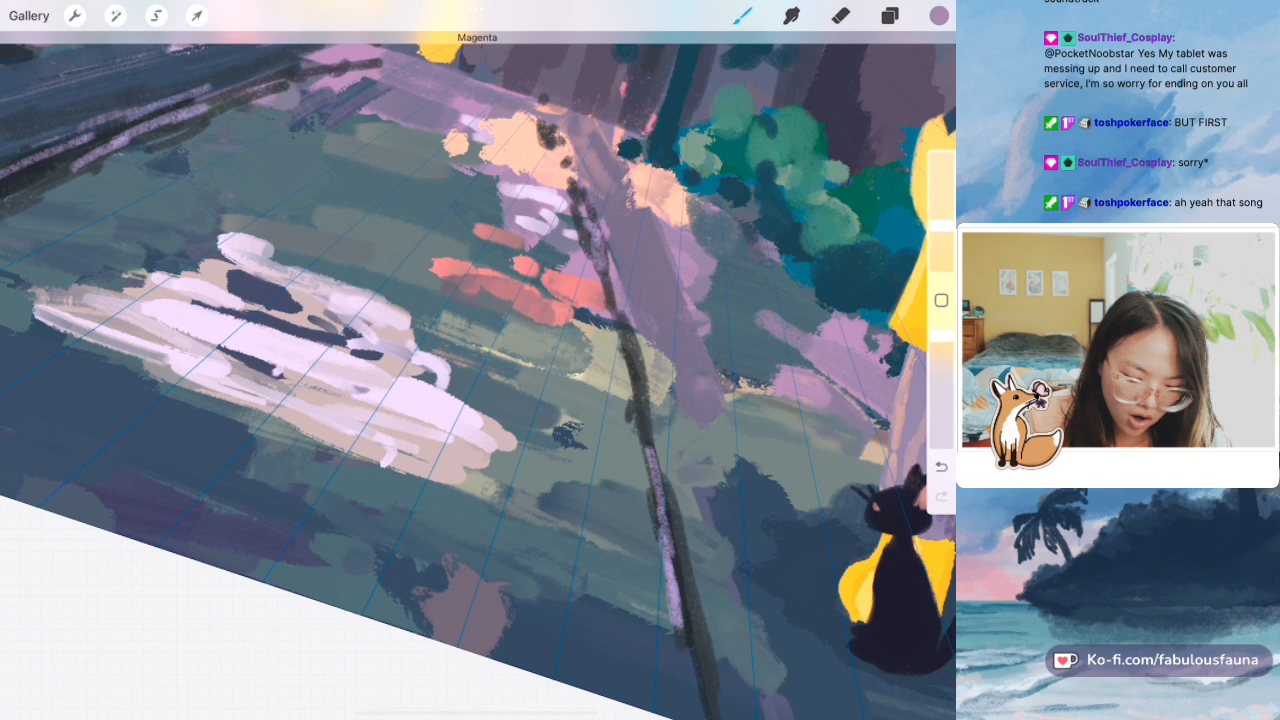 Gallery
Magenta
soundtrack
SoulThief_Cosplay:
@PocketNoobstar Yes My tablet was
messing up and I need to call customer
service, I'm so worry for ending on you all
toshpokerface: BUT FIRST
SoulThief_Cosplay: sorry*
toshpokerface: ah yeah that song
Ko-fi.com/fabulousfauna